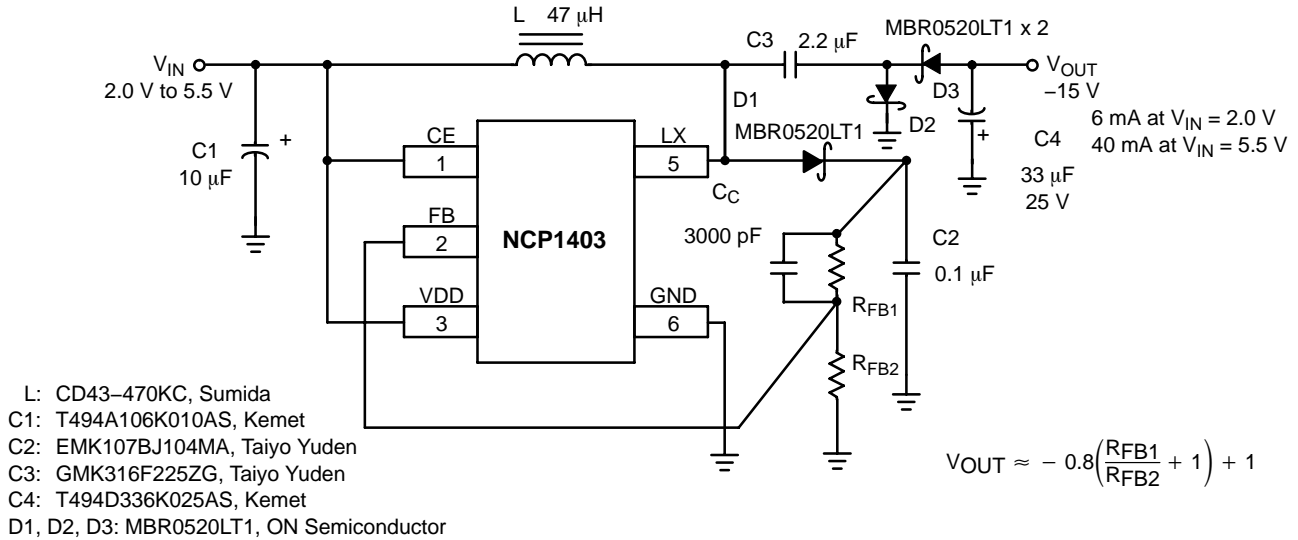 L 47 μH
C3
2.2 μF
MBR0520LT1 x 2
VIN
2.0 V to 5.5 V
VOUT
−15 V
6 mA at VIN = 2.0 V
40 mA at VIN = 5.5 V
D1
D2
D3
MBR0520LT1
C1
10 μF
+
+
C4
33 μF
25 V
CE
1
LX
5
CC
FB
2
NCP1403
3000 pF
C2
0.1 μF
VDD
3
GND
6
RFB1
RFB2
L: CD43−470KC, Sumida
C1: T494A106K010AS, Kemet
C2: EMK107BJ104MA, Taiyo Yuden
C3: GMK316F225ZG, Taiyo Yuden
C4: T494D336K025AS, Kemet
D1, D2, D3: MBR0520LT1, ON Semiconductor
VOUT ≈ − 0.8(RFB1/RFB2 + 1) + 1